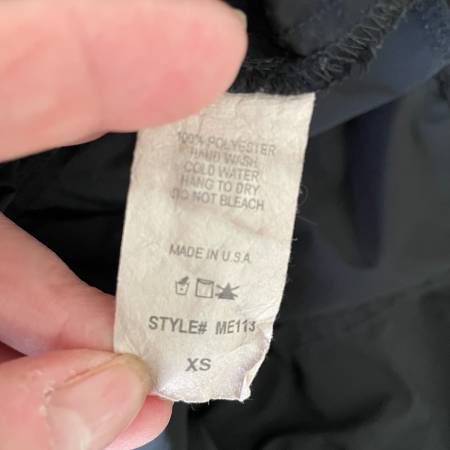 100% POLYESTER
HAND WASH
COLD WATER
HANG TO DRY
DO NOT BLEACH
MADE IN U.S.A
STYLE# ME113
XS